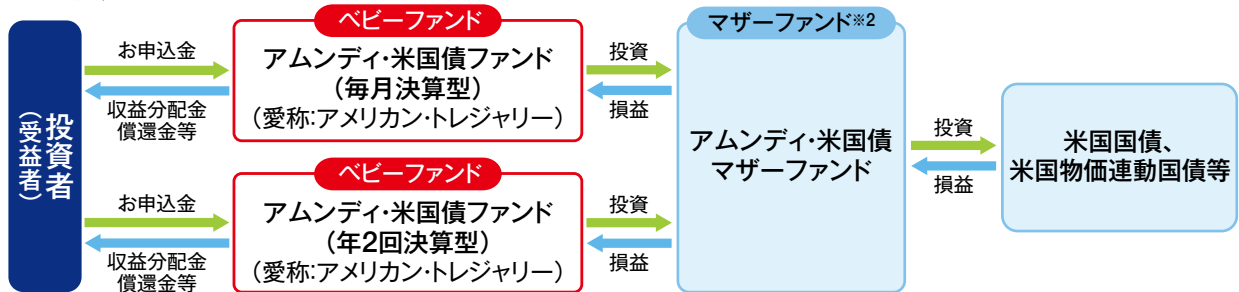 投資者
（受益者）
お申込金
収益分配金
償還金等
ベビーファンド
アムンディ・米国債ファンド
（毎月決算型）
（愛称：アメリカン・トレジャリー）
投資
損益
お申込金
収益分配金
償還金等
ベビーファンド
アムンディ・米国債ファンド
（年2回決算型）
（愛称：アメリカン・トレジャリー）
投資
損益
マザーファンド※2
アムンディ・米国債
マザーファンド
投資
損益
米国国債、
米国物価連動国債等